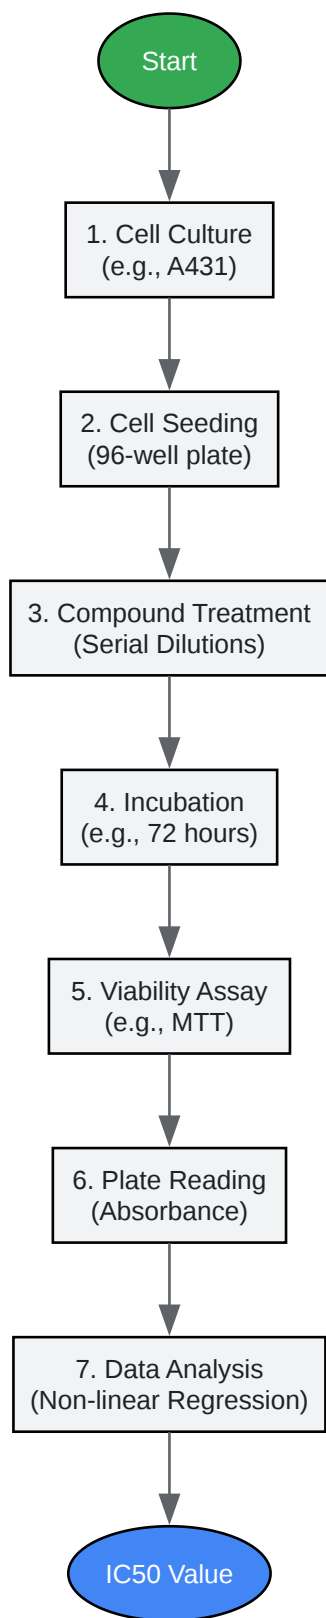 Start
1. Cell Culture
(e.g., A431)
2. Cell Seeding
(96-well plate)
3. Compound Treatment
(Serial Dilutions)
4. Incubation
(e.g., 72 hours)
5. Viability Assay
(e.g., MTT)
6. Plate Reading
(Absorbance)
7. Data Analysis
(Non-linear Regression)
IC50 Value